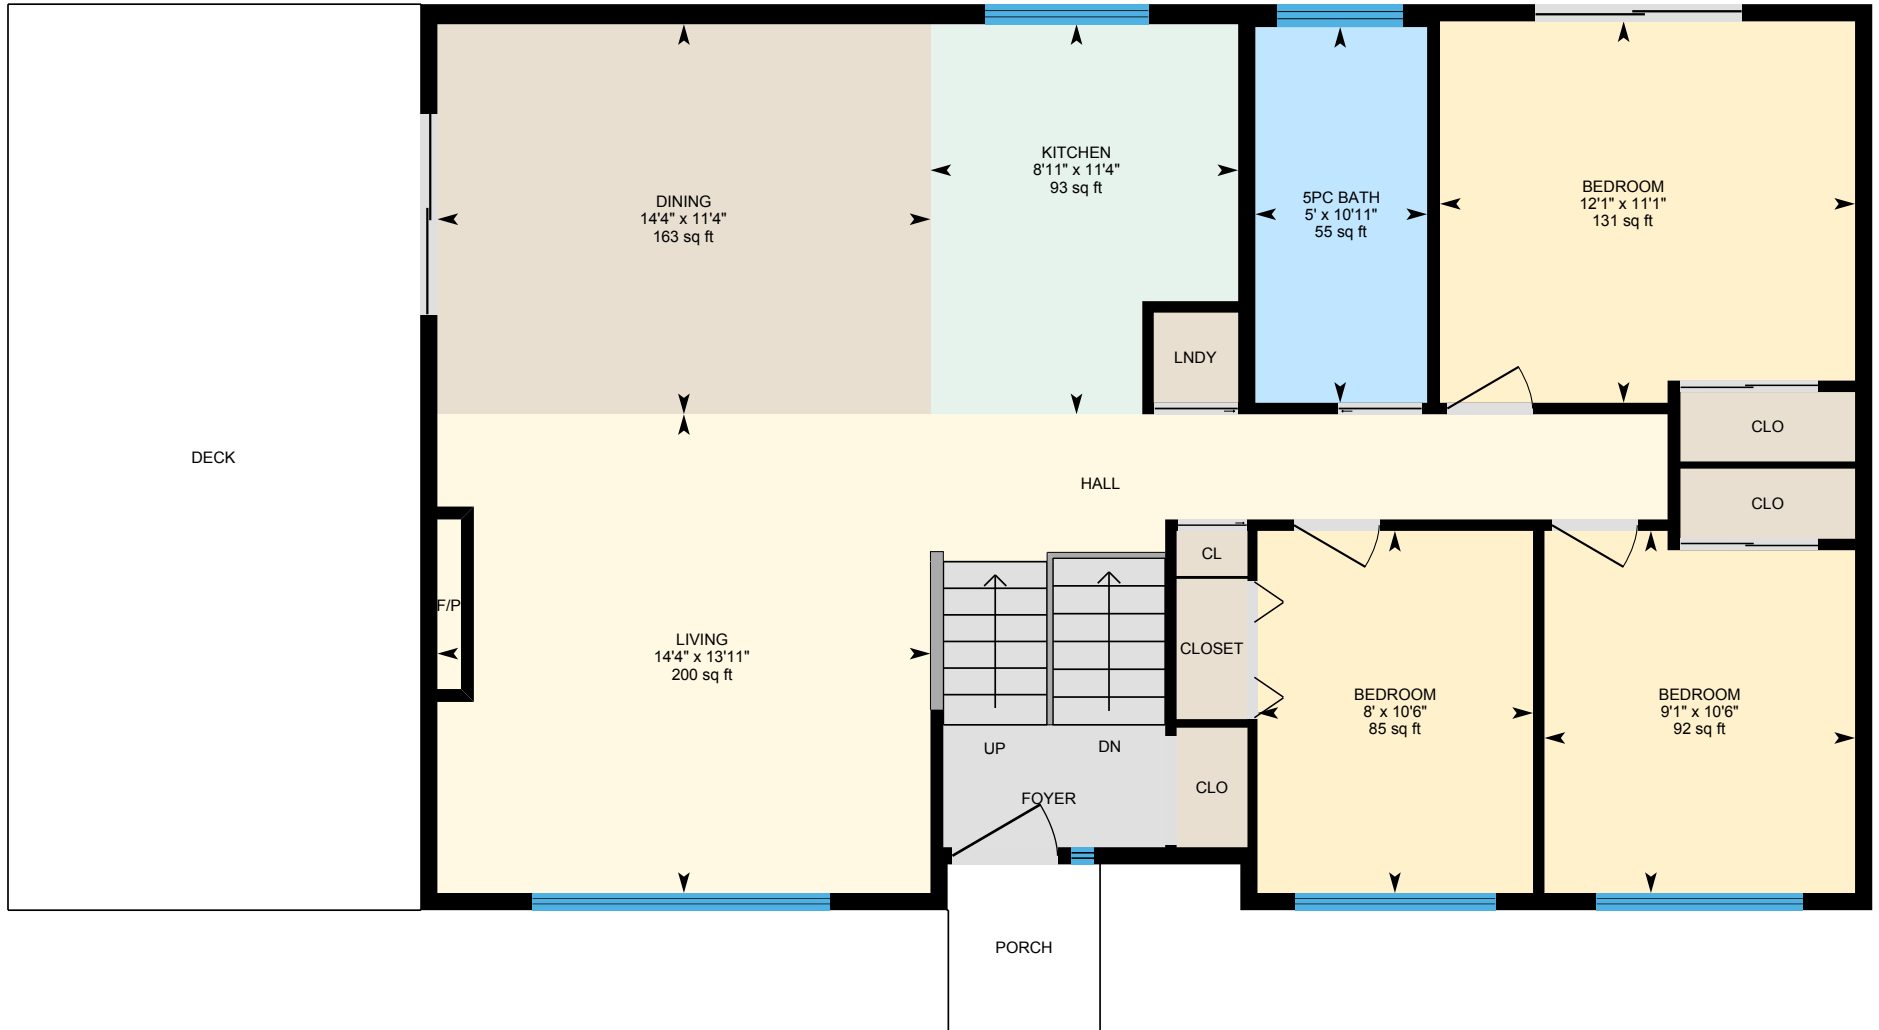 DINING
14'4" x 11'4"
163 sq ft
KITCHEN
8'11" x 11'4"
93 sq ft
5PC BATH
5' x 10'11"
55 sq ft
BEDROOM
12'1" x 11'1"
131 sq ft
LNDY
CLO
DECK
HALL
CLO
CL
F/P
LIVING
14'4" x 13'11"
200 sq ft
CLOSET
BEDROOM
8' x 10'6"
85 sq ft
BEDROOM
9'1" x 10'6"
92 sq ft
UP
DN
FOYER
CLO
PORCH